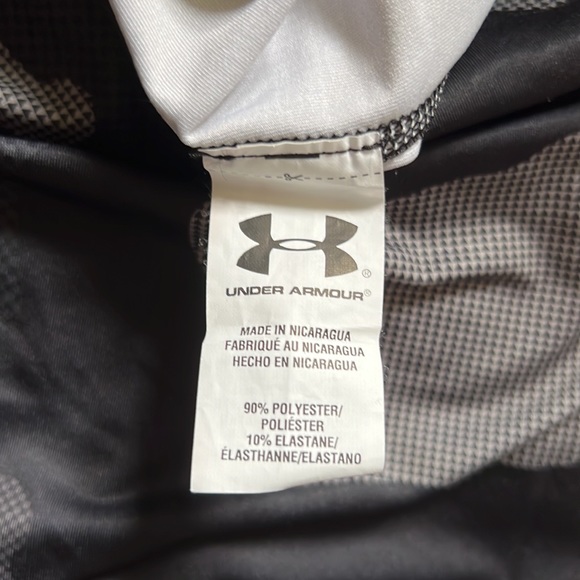 ®
UNDER ARMOUR®
MADE IN NICARAGUA
FABRIQUÉ AU NICARAGUA
HECHO EN NICARAGUA
90% POLYESTER/
POLIÉSTER
10% ELASTANE/
ÉLASTHANNE/ELASTANO